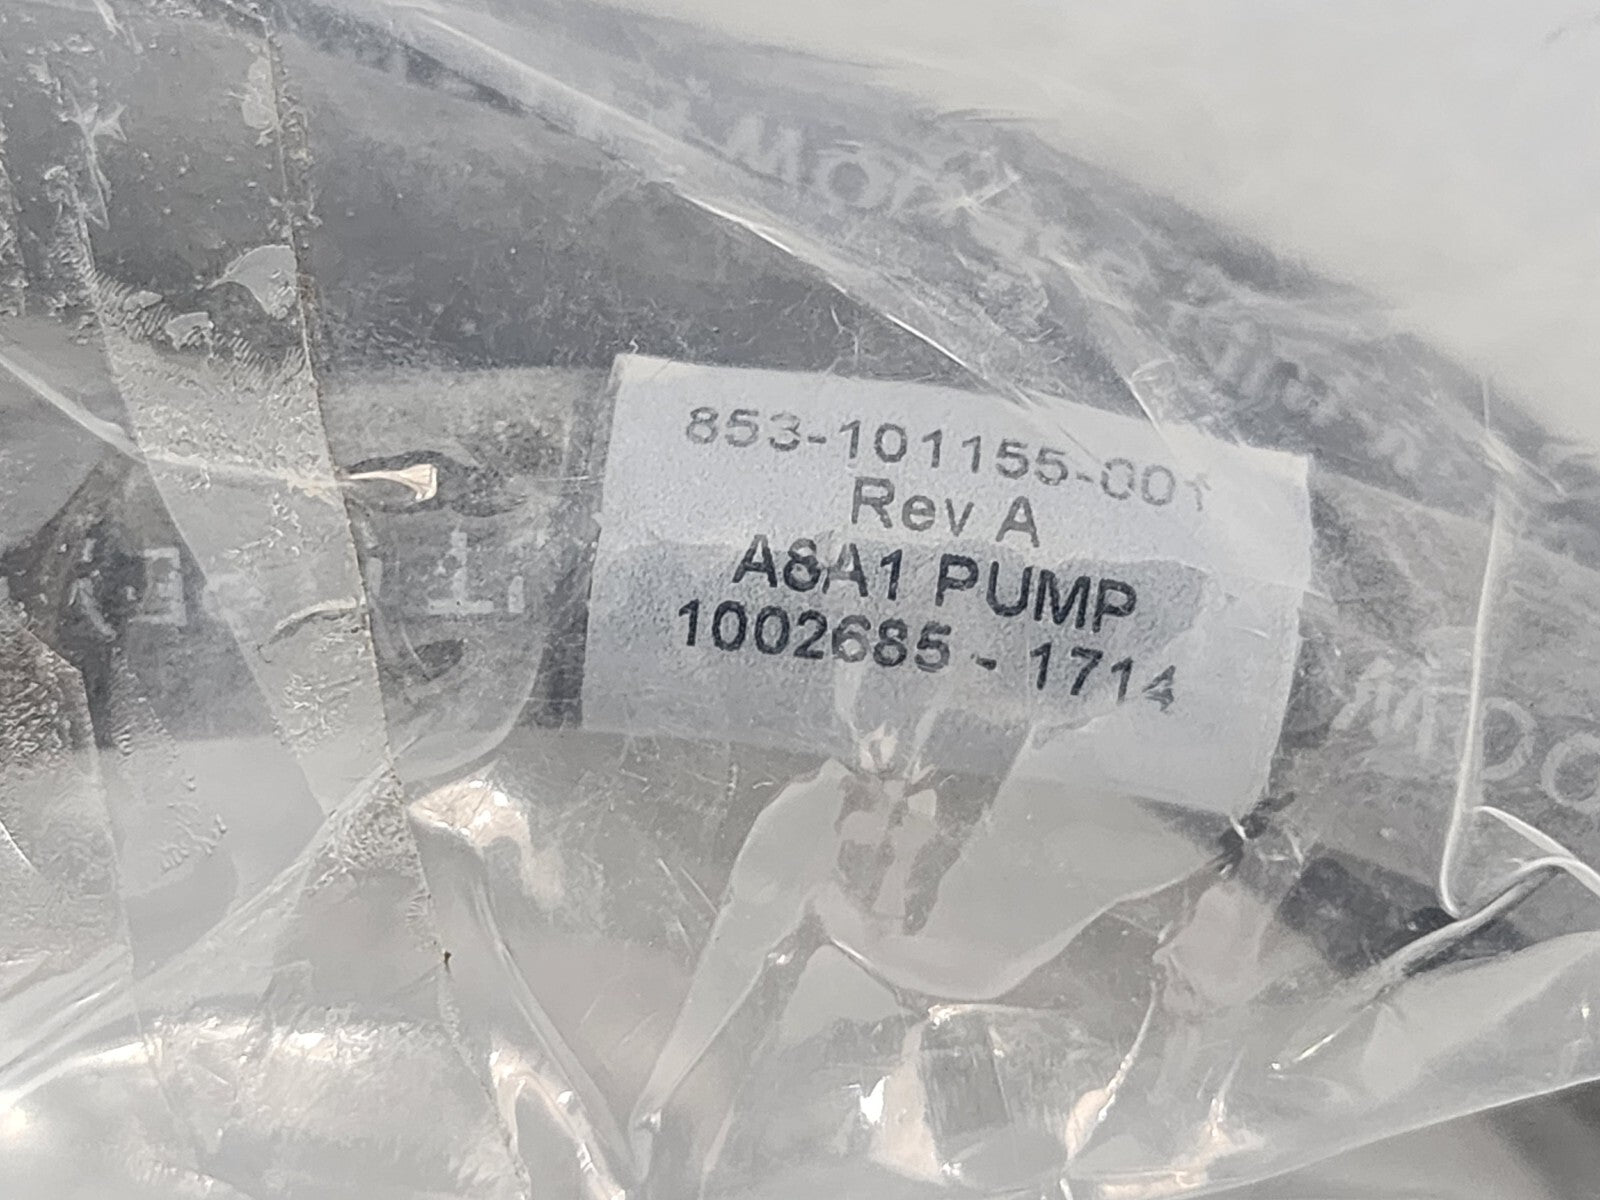 853-101155-001
Rev A
A8A1 PUMP
1002685 - 1714